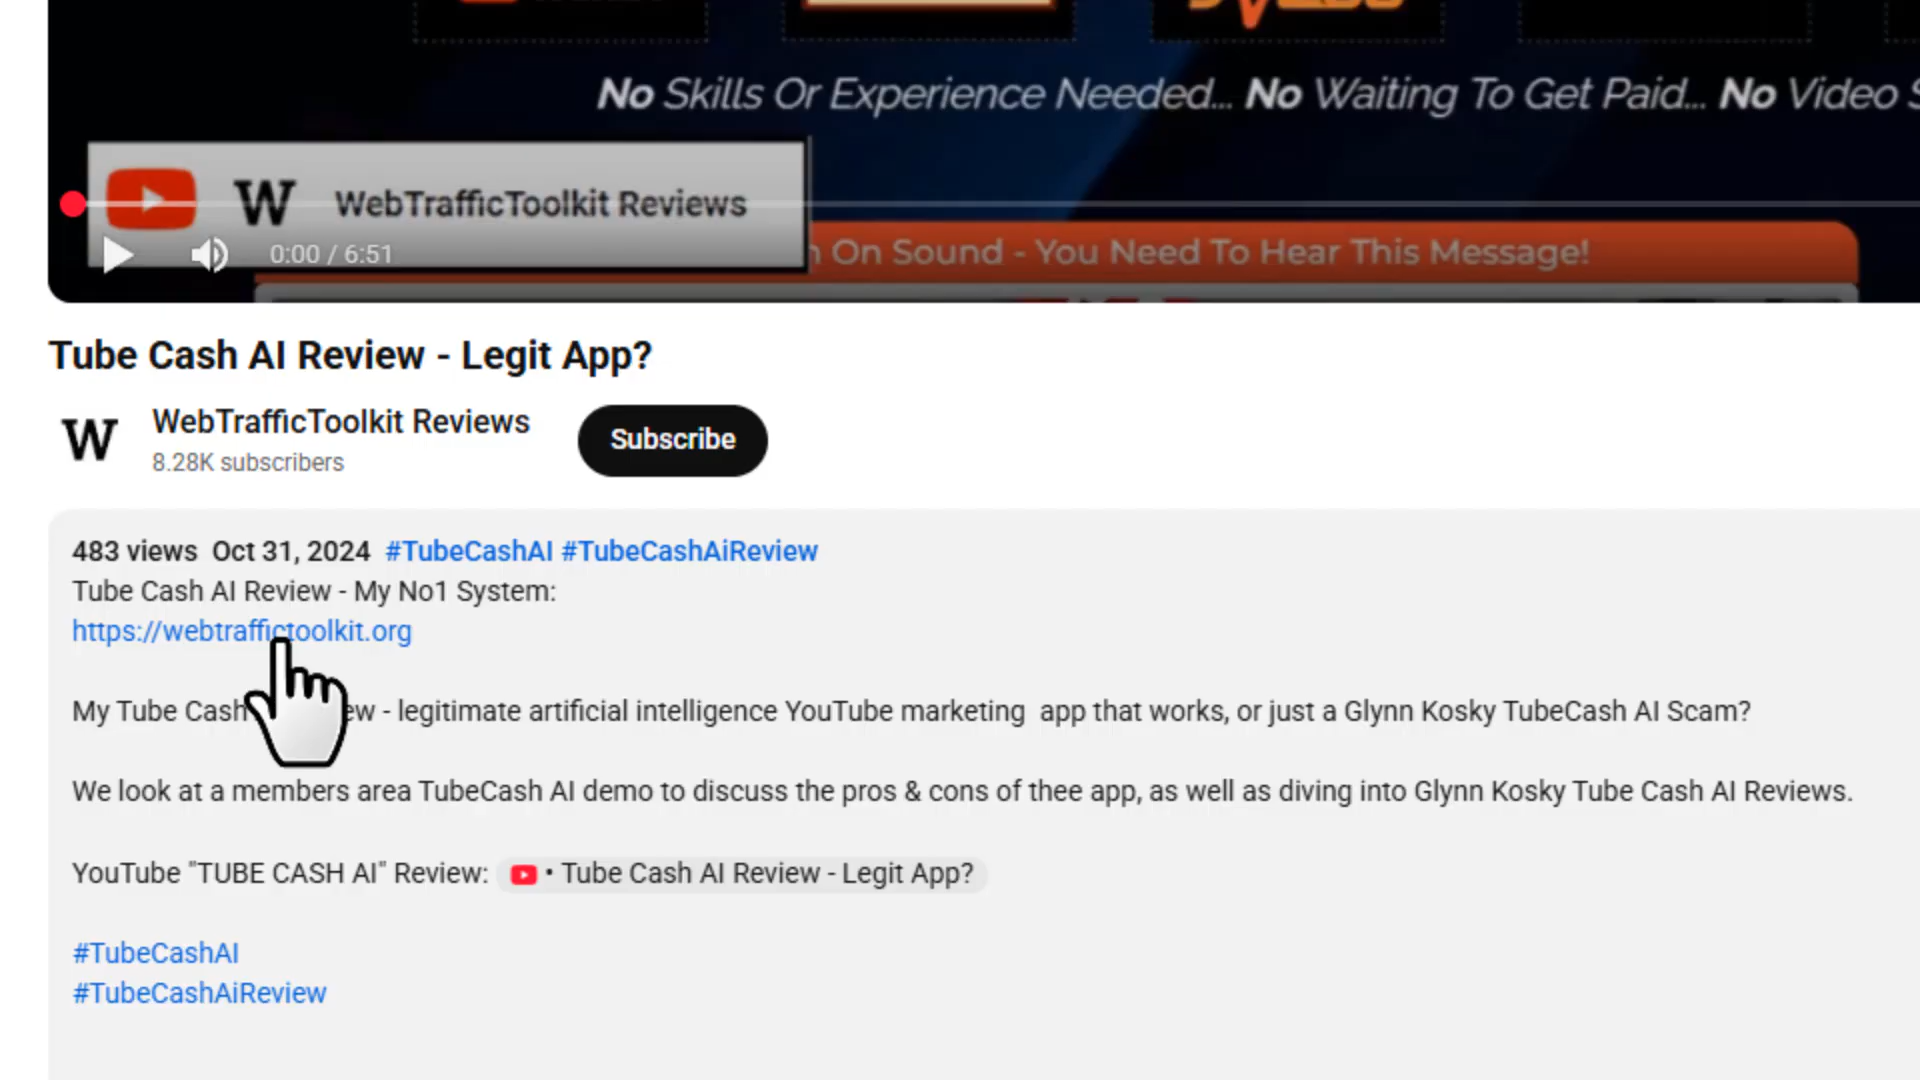 No Skills Or Experience Needed... No Waiting To Get Paid... No Video
W WebTrafficToolkit Reviews
On Sound - You Need To Hear This Message!
0:00 / 6:51
Tube Cash AI Review - Legit App?
W
WebTrafficToolkit Reviews
8.28K subscribers
Subscribe
483 views Oct 31, 2024 #TubeCashAI #TubeCashAiReview
Tube Cash AI Review - My No1 System:
https://webtraffictoolkit.org
My Tube Cash ew - legitimate artificial intelligence YouTube marketing app that works, or just a Glynn Kosky TubeCash AI Scam?
We look at a members area TubeCash AI demo to discuss the pros & cons of thee app, as well as diving into Glynn Kosky Tube Cash AI Reviews.
YouTube "TUBE CASH AI" Review: • Tube Cash AI Review - Legit App?
#TubeCashAI
#TubeCashAiReview